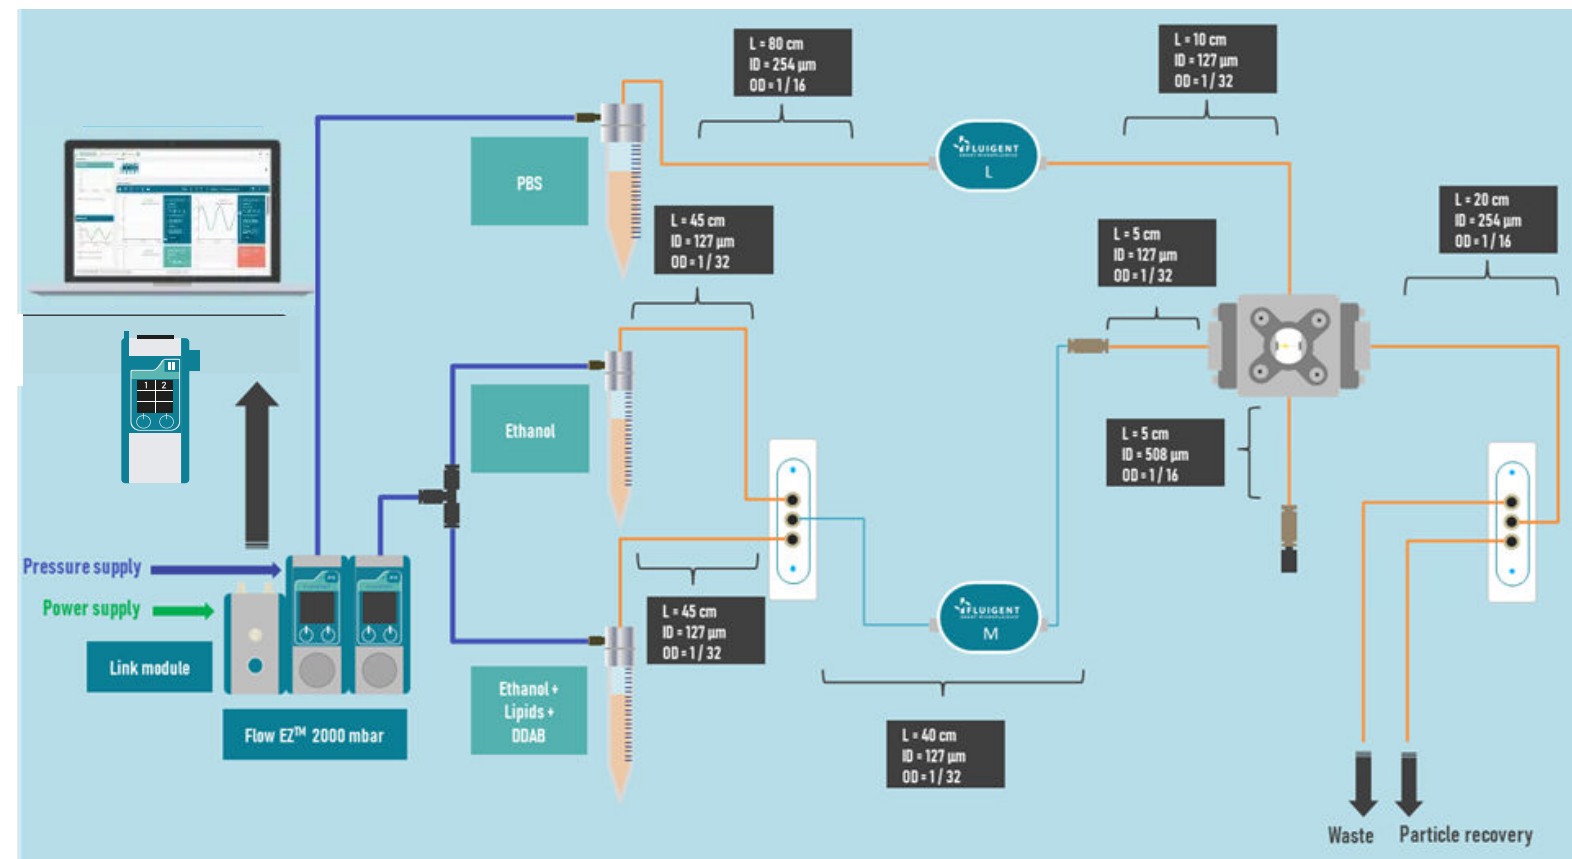 L = 80 cm
ID = 254 µm
OD = 1 / 16
L = 10 cm
ID = 127 µm
OD = 1 / 32
PBS
FLUIGENT
L
L = 45 cm
ID = 127 µm
OD = 1 / 32
L = 20 cm
ID = 254 µm
OD = 1 / 16
L = 5 cm
ID = 127 µm
OD = 1 / 32
1 2
Ethanol
L = 5 cm
ID = 508 µm
OD = 1 / 16
Pressure supply
Power supply
Link module
Flow EZ™ 2000 mbar
L = 45 cm
ID = 127 µm
OD = 1 / 32
FLUIGENT
M
Ethanol +
Lipids +
DDAB
L = 40 cm
ID = 127 µm
OD = 1 / 32
Waste
Particle recovery